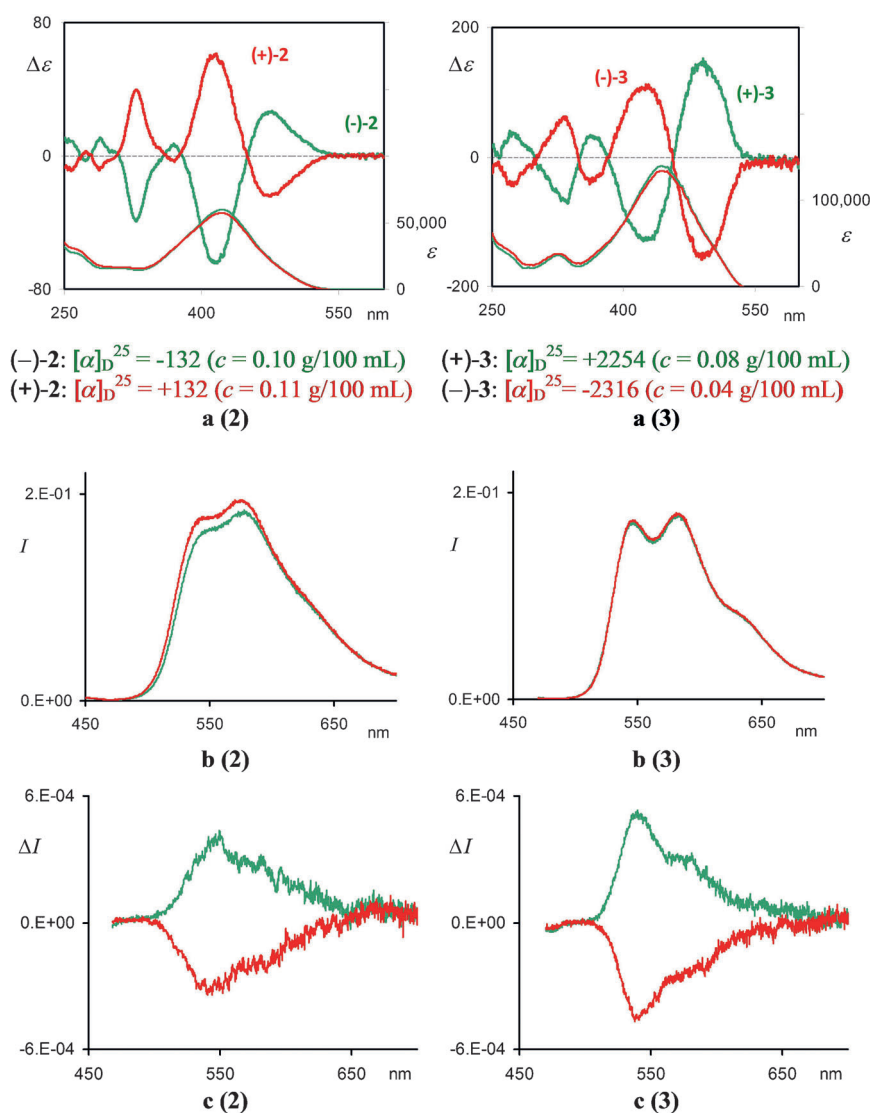 80
Δε
(+)-2
(-)-2
0
50,000
ε
-80
0
250
400
550
nm
(−)-2: [α]D25 = -132 (c = 0.10 g/100 mL)
(+)-2: [α]D25 = +132 (c = 0.11 g/100 mL)
a (2)
200
Δε
(-)-3
(+)-3
0
100,000
ε
-200
0
250
400
550
nm
(+)-3: [α]D25= +2254 (c = 0.08 g/100 mL)
(−)-3: [α]D25= -2316 (c = 0.04 g/100 mL)
a (3)
2.E-01
I
0.E+00
450
550
650
nm
b (2)
2.E-01
I
0.E+00
450
550
650
nm
b (3)
6.E-04
ΔI
0.E+00
-6.E-04
450
550
650
nm
c (2)
6.E-04
ΔI
0.E+00
-6.E-04
450
550
650
nm
c (3)